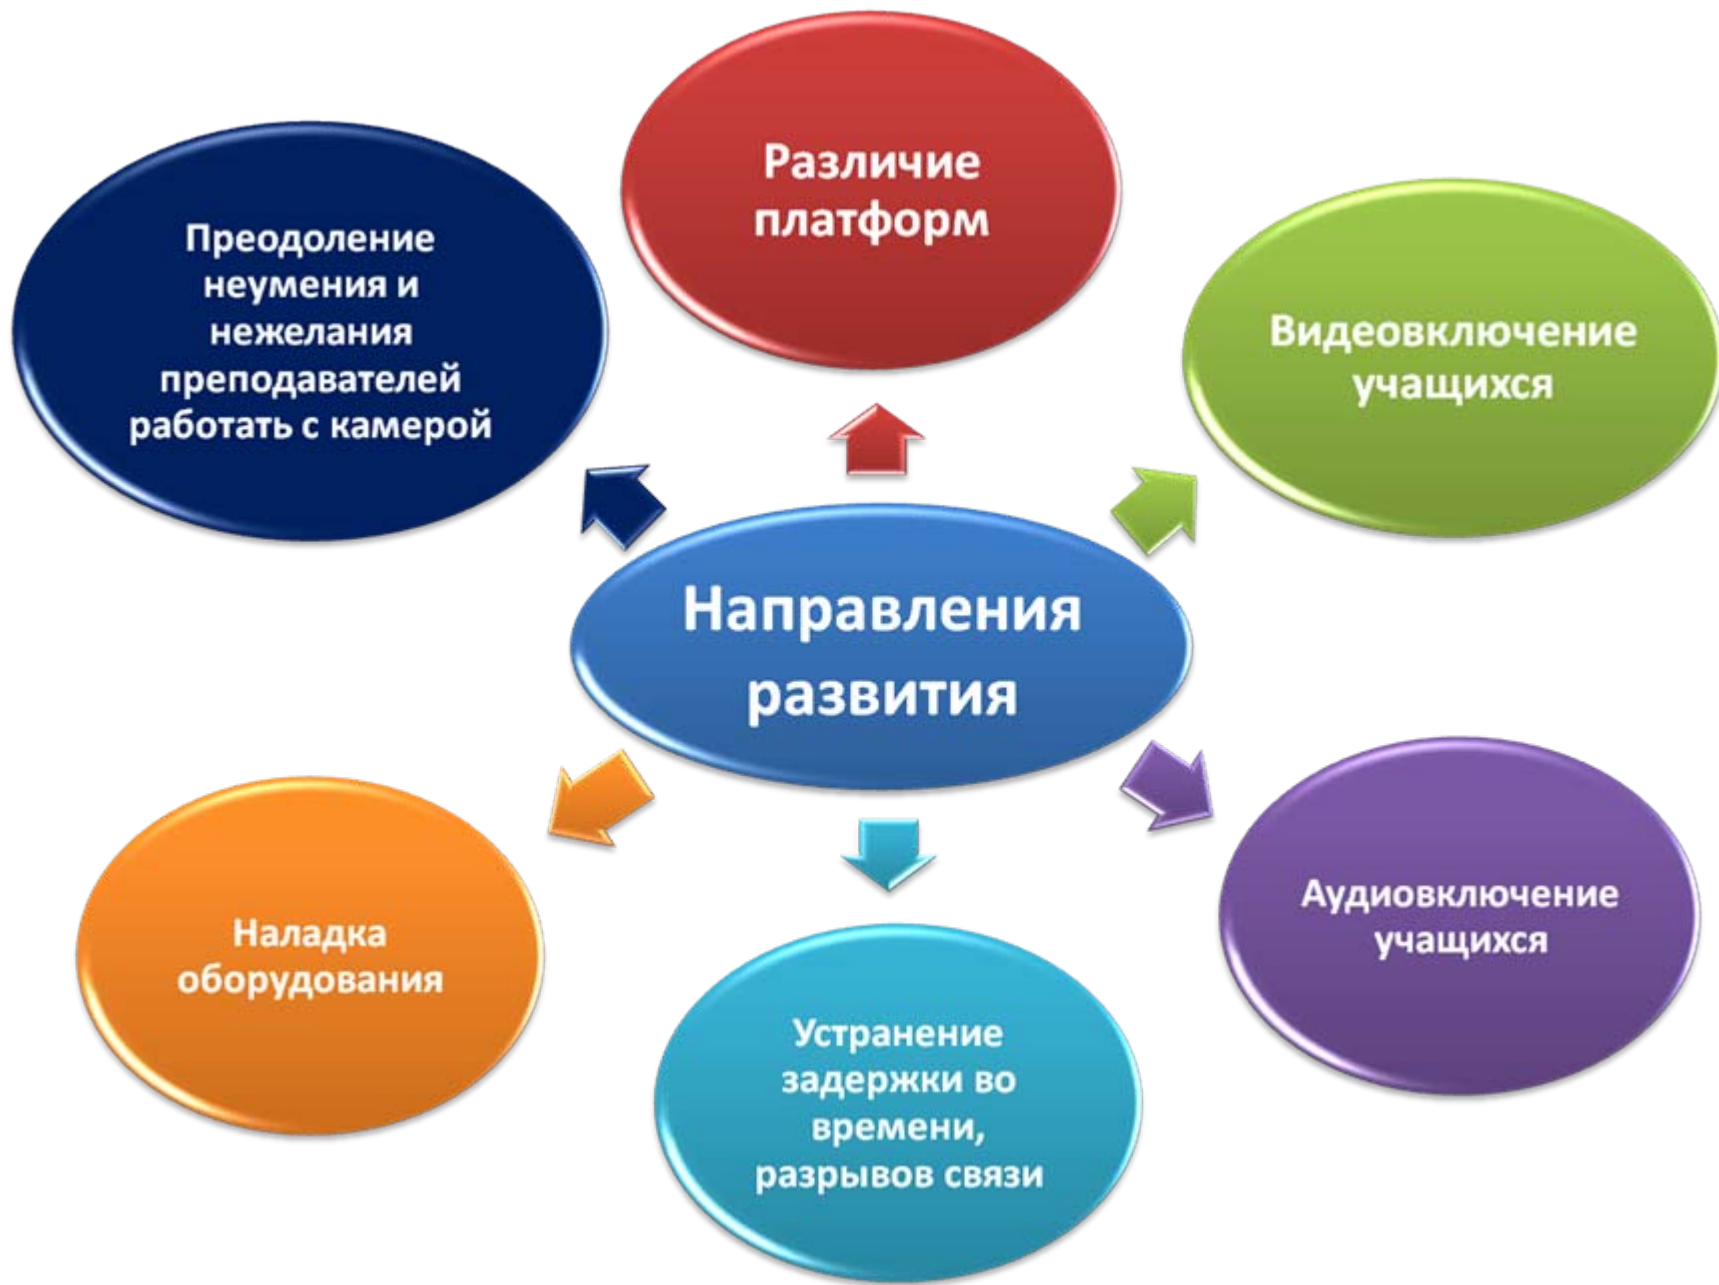 Различие
платформ
Преодоление
неумения и
нежелания
преподавателей
работать с камерой
Видеовключение
учащихся
Направления
развития
Аудиовключение
учащихся
Наладка
оборудования
Устранение
задержки во
времени,
разрывов связи